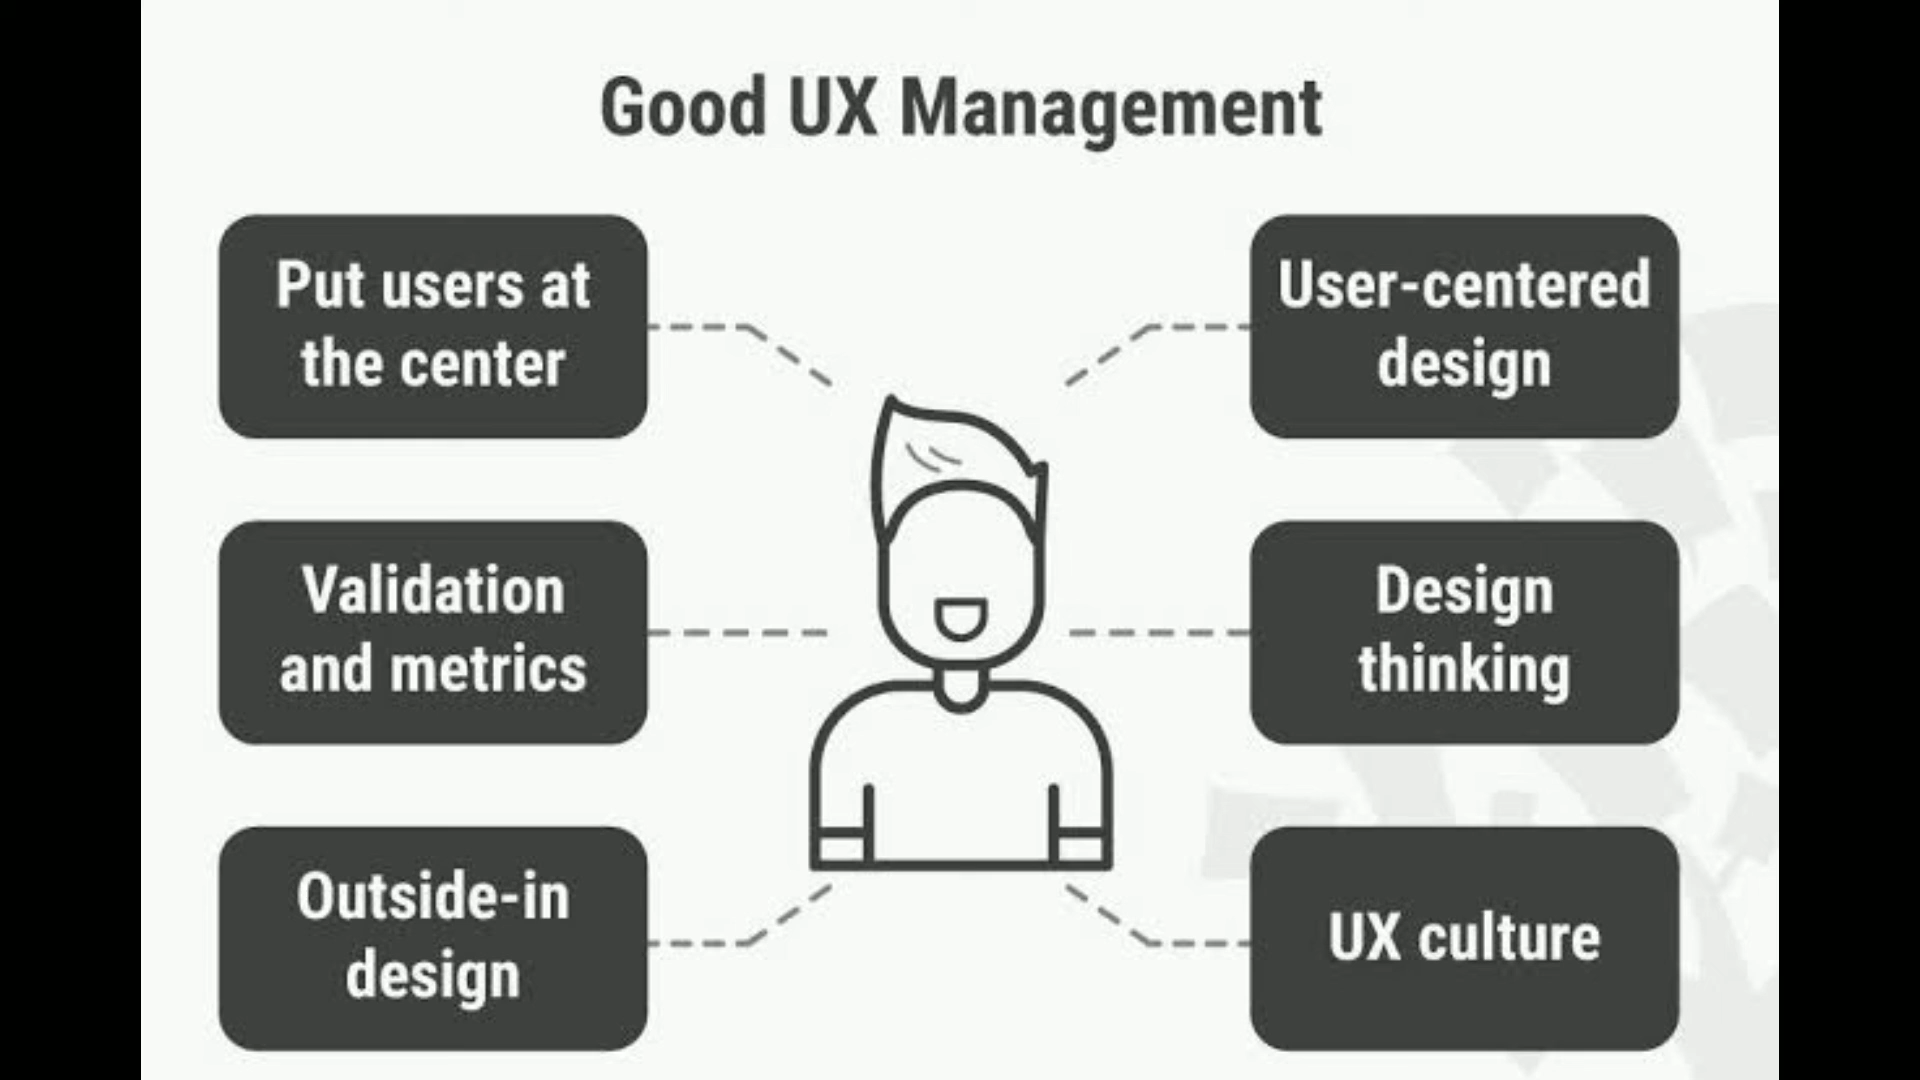 Good UX Management
Put users at
the center
Validation
and metrics
Outside-in
design
User-centered
design
Design
thinking
UX culture